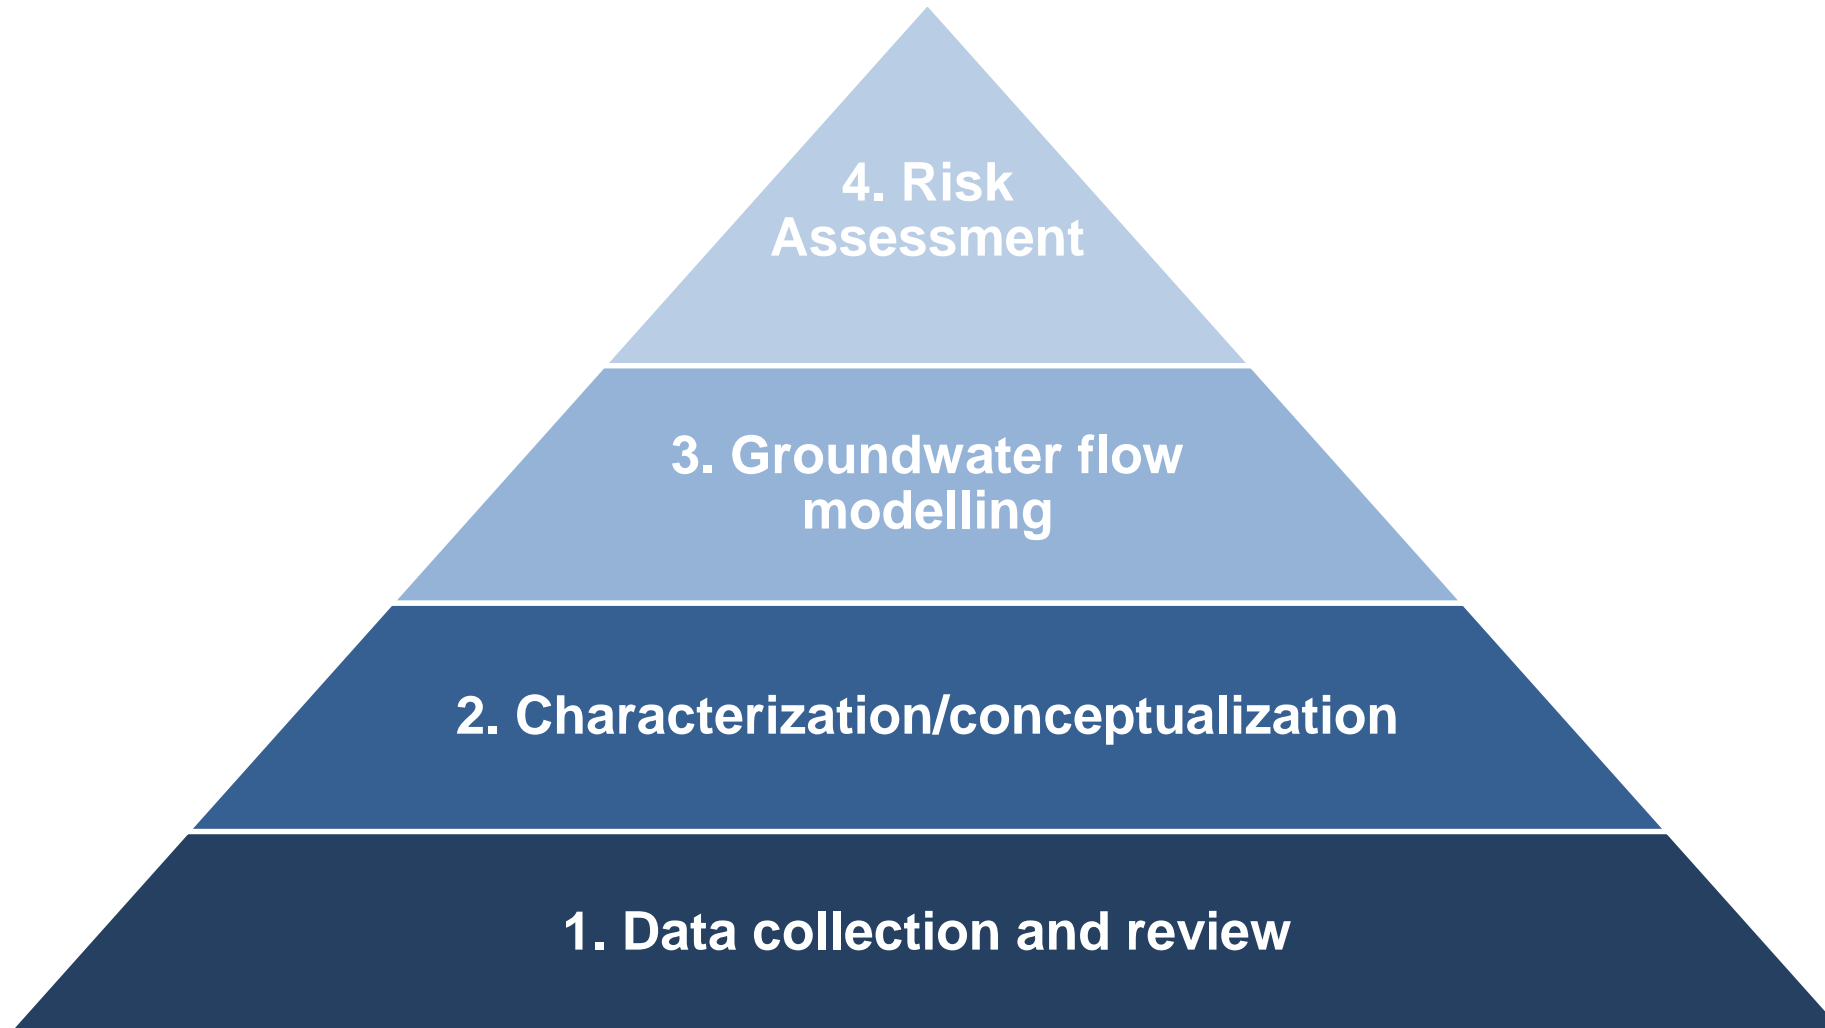 4. Risk
Assessment
3. Groundwater flow
modelling
2. Characterization/conceptualization
1. Data collection and review